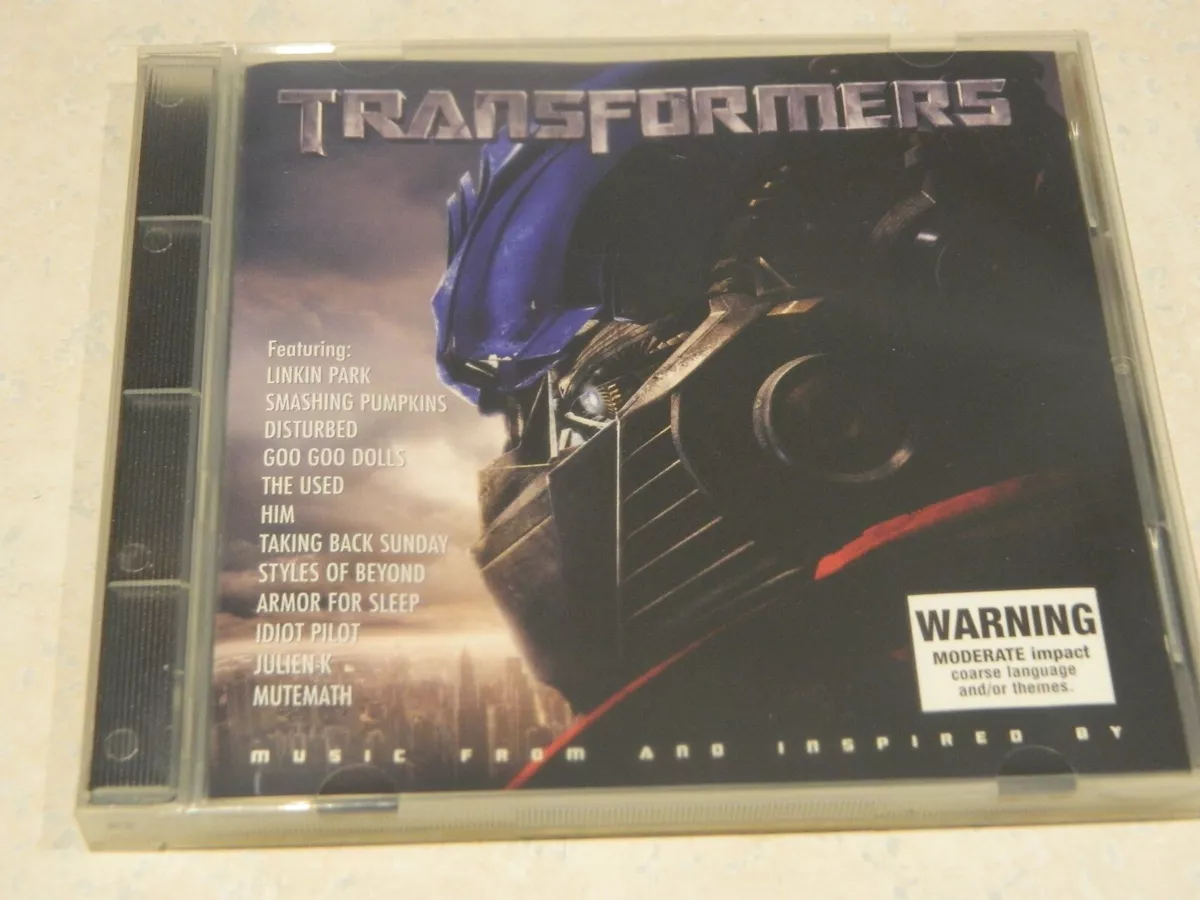 TRANSFORMERS
Featuring:
LINKIN PARK
SMASHING PUMPKINS
DISTURBED
GOO GOO DOLLS
THE USED
HIM
TAKING BACK SUNDAY
STYLES OF BEYOND
ARMOR FOR SLEEP
IDIOT PILOT
JULIEN-K
MUTEMATH
WARNING
MODERATE impact
coarse language
and/or themes.
MUSIC FROM AND INSPIRED BY